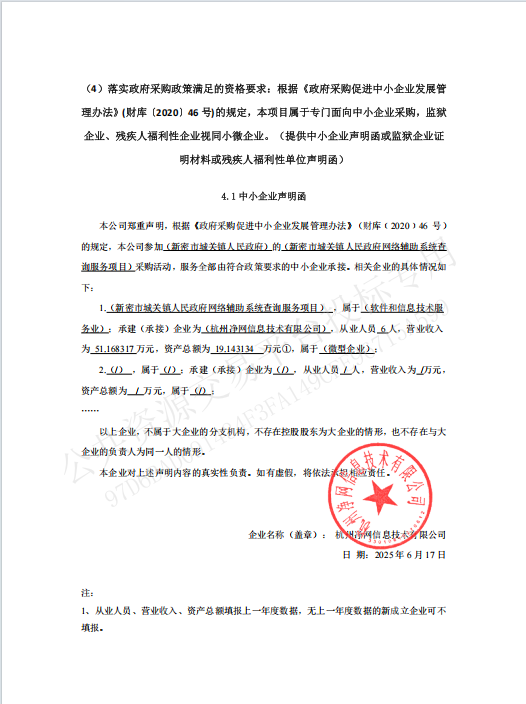 （4）落实政府采购政策满足的资格要求：根据《政府采购促进中小企业发展管
理办法》(财库〔2020〕46 号)的规定，本项目属于专门面向中小企业采购，监狱
企业、残疾人福利性企业视同小微企业。（提供中小企业声明函或监狱企业证
明材料或残疾人福利性单位声明函）
4.1 中小企业声明函
本公司郑重声明，根据《政府采购促进中小企业发展管理办法》（财库﹝2020﹞46 号）
的规定，本公司参加（新密市城关镇人民政府）的（新密市城关镇人民政府网络辅助系统查
询服务项目）采购活动，服务全部由符合政策要求的中小企业承接。相关企业的具体情况如
下：
1.（新密市城关镇人民政府网络辅助系统查询服务项目） ，属于（软件和信息技术服
务业）；承建（承接）企业为（杭州净网信息技术有限公司），从业人员 6 人，营业收入
为 51.168317 万元，资产总额为 19.143134 万元①，属于（微型企业）；
2.（/） ，属于（/）；承建（承接）企业为（/），从业人员 / 人，营业收入为 /万元，
资产总额为 / 万元，属于（/）；
……
以上企业，不属于大企业的分支机构，不存在控股股东为大企业的情形，也不存在与大
企业的负责人为同一人的情形。
本企业对上述声明内容的真实性负责。如有虚假，将依法承担相应责任。
企业名称（盖章）： 杭州净网信息技术有限公司
日 期：2025 年 6 月 17 日
杭州净网信息技术有限公司
注：
1、从业人员、营业收入、资产总额填报上一年度数据，无上一年度数据的新成立企业可不
填报。